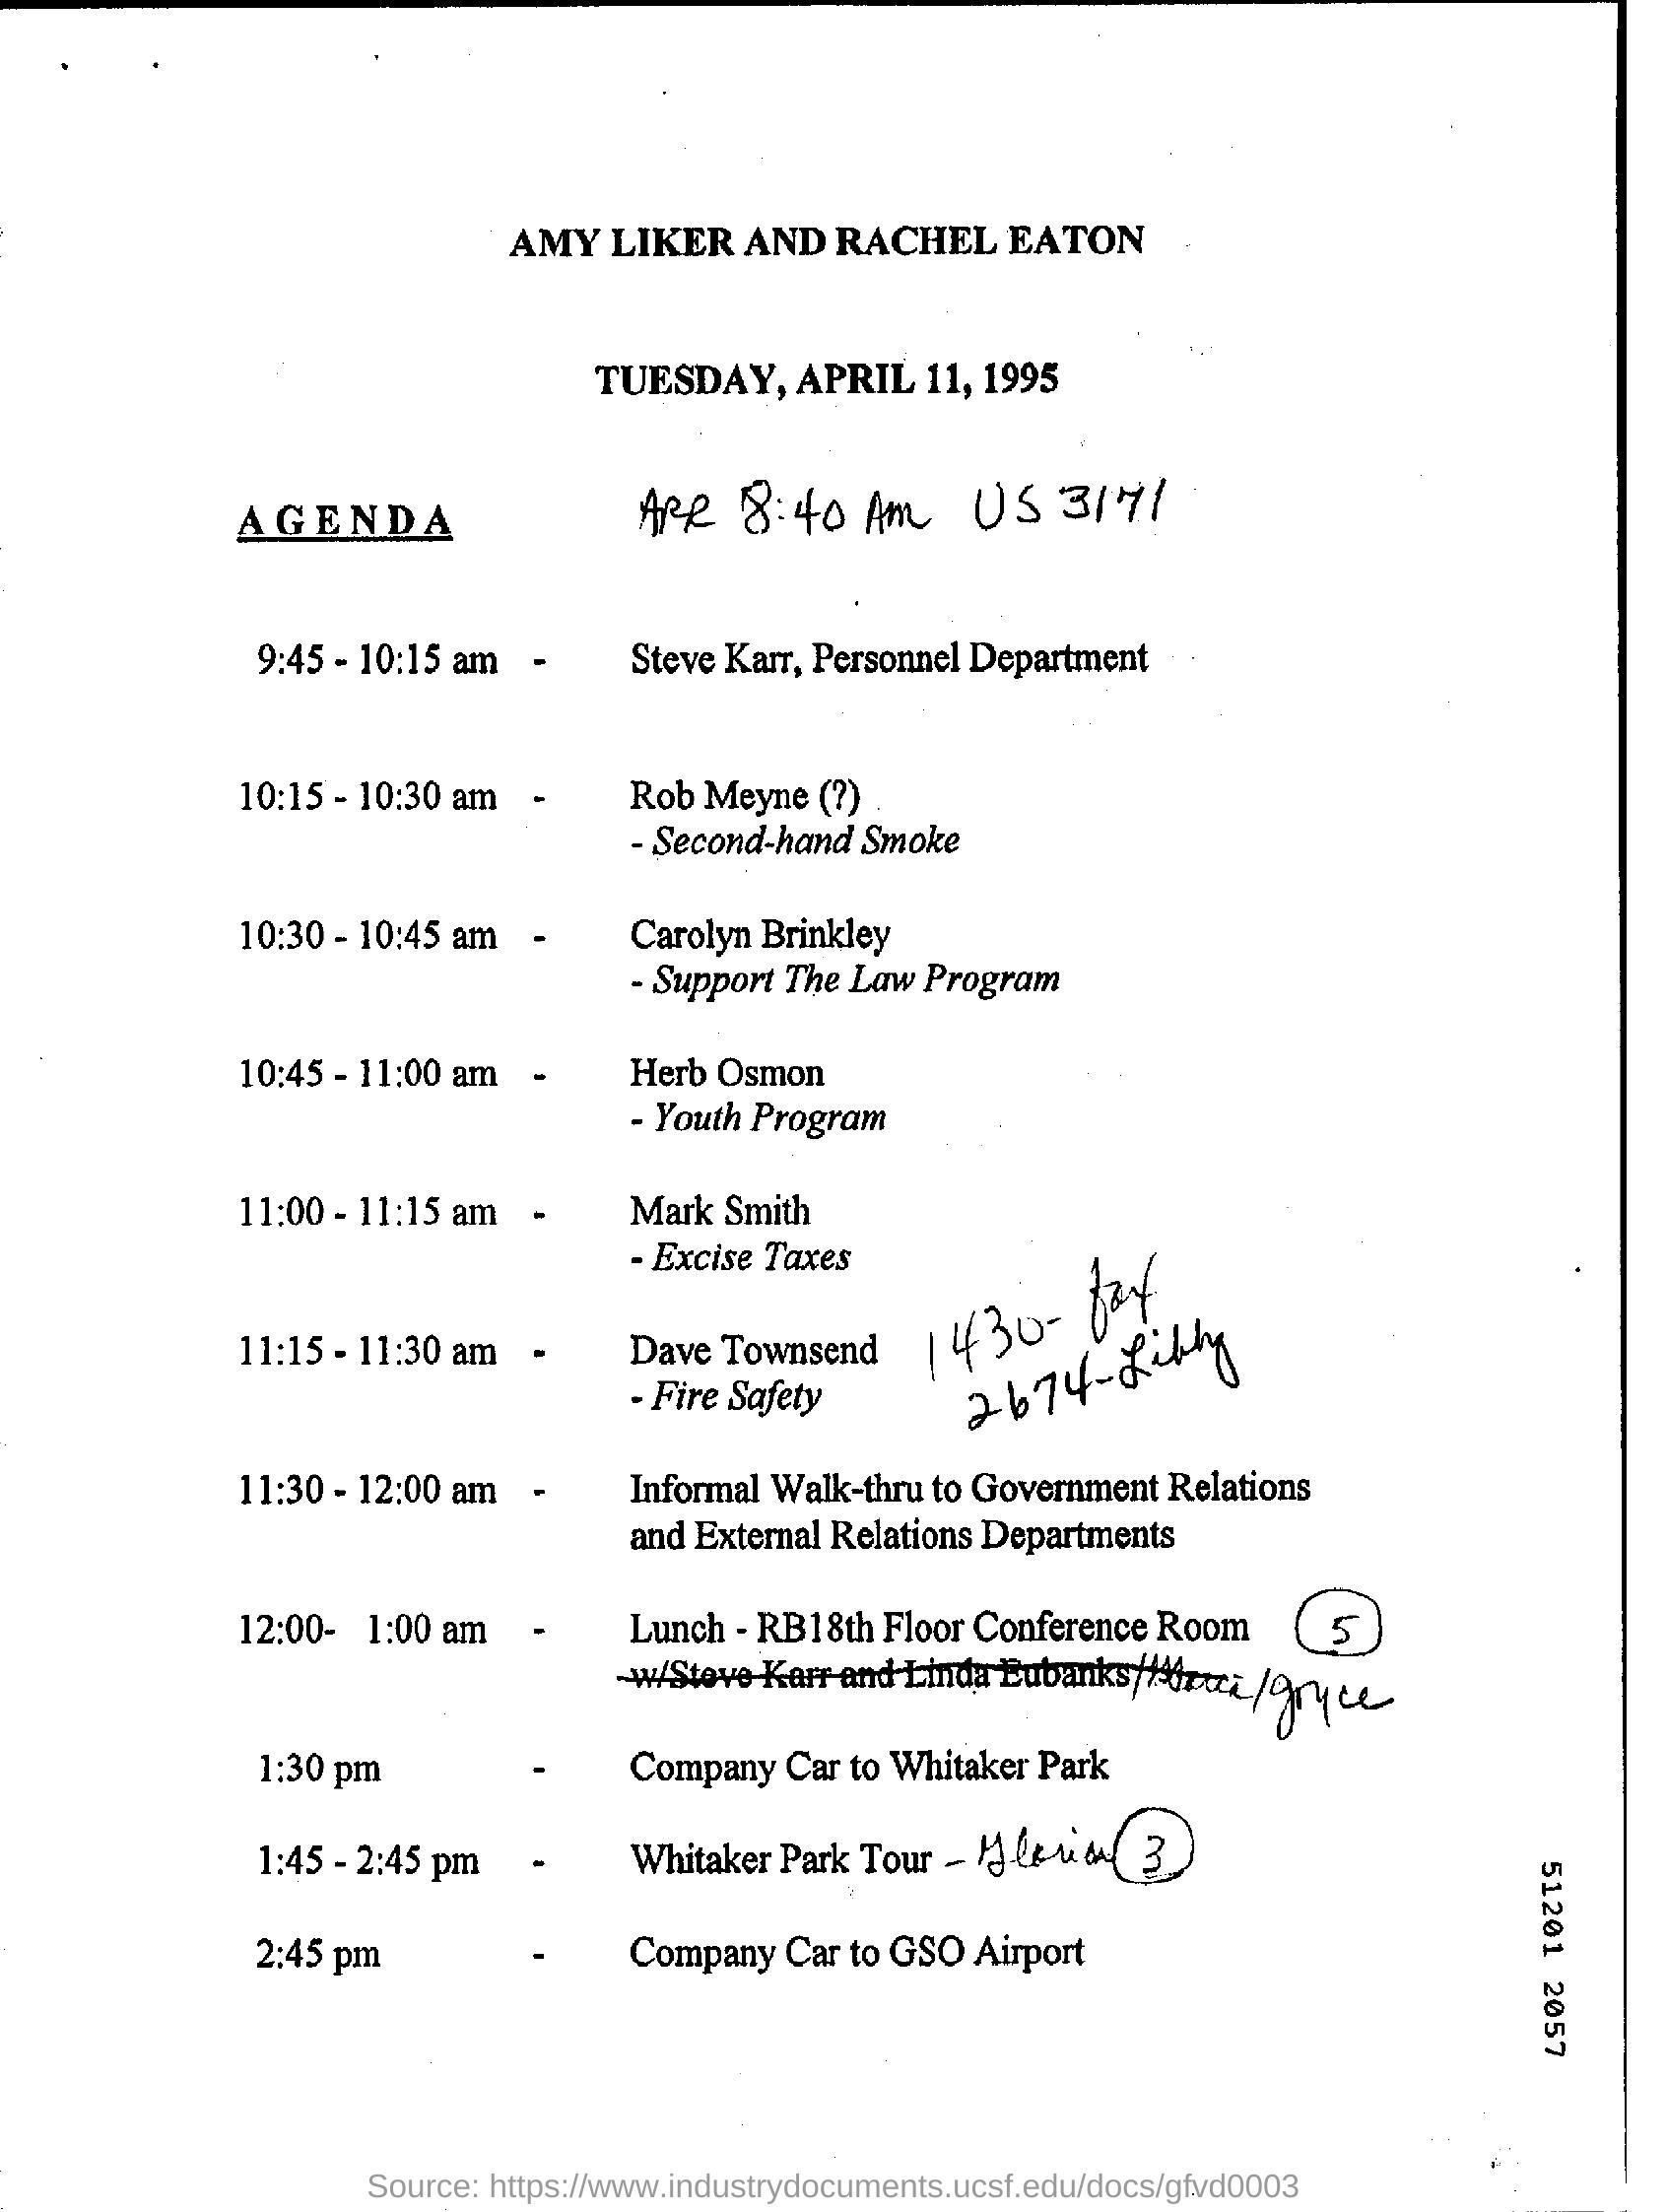 AMY LIKER AND RACHEL EATON
TUESDAY, APRIL 11, 1995
AGENDA
ARR 8:40 AM US 3171
9:45 - 10:15 am - Steve Karr, Personnel Department
10:15 - 10:30 am - Rob Meyne (?)
- Second-hand Smoke
10:30 - 10:45 am - Carolyn Brinkley
- Support The Law Program
10:45 - 11:00 am - Herb Osmon
- Youth Program
11:00 - 11:15 am - Mark Smith
- Excise Taxes
1430- fax
11:15 - 11:30 am - Dave Townsend
2674-Libby
- Fire Safety
11:30 - 12:00 am - Informal Walk-thru to Government Relations
and External Relations Departments
12:00- 1:00 am - Lunch - RB18th Floor Conference Room 5
w/Steve Karr and Linda Eubanks/ /Joyce
1:30 pm - Company Car to Whitaker Park
1:45 - 2:45 pm - Whitaker Park Tour - 3
2:45 pm - Company Car to GSO Airport
51201 2057
Source: https://www.industrydocuments.ucsf.edu/docs/gfvd0003